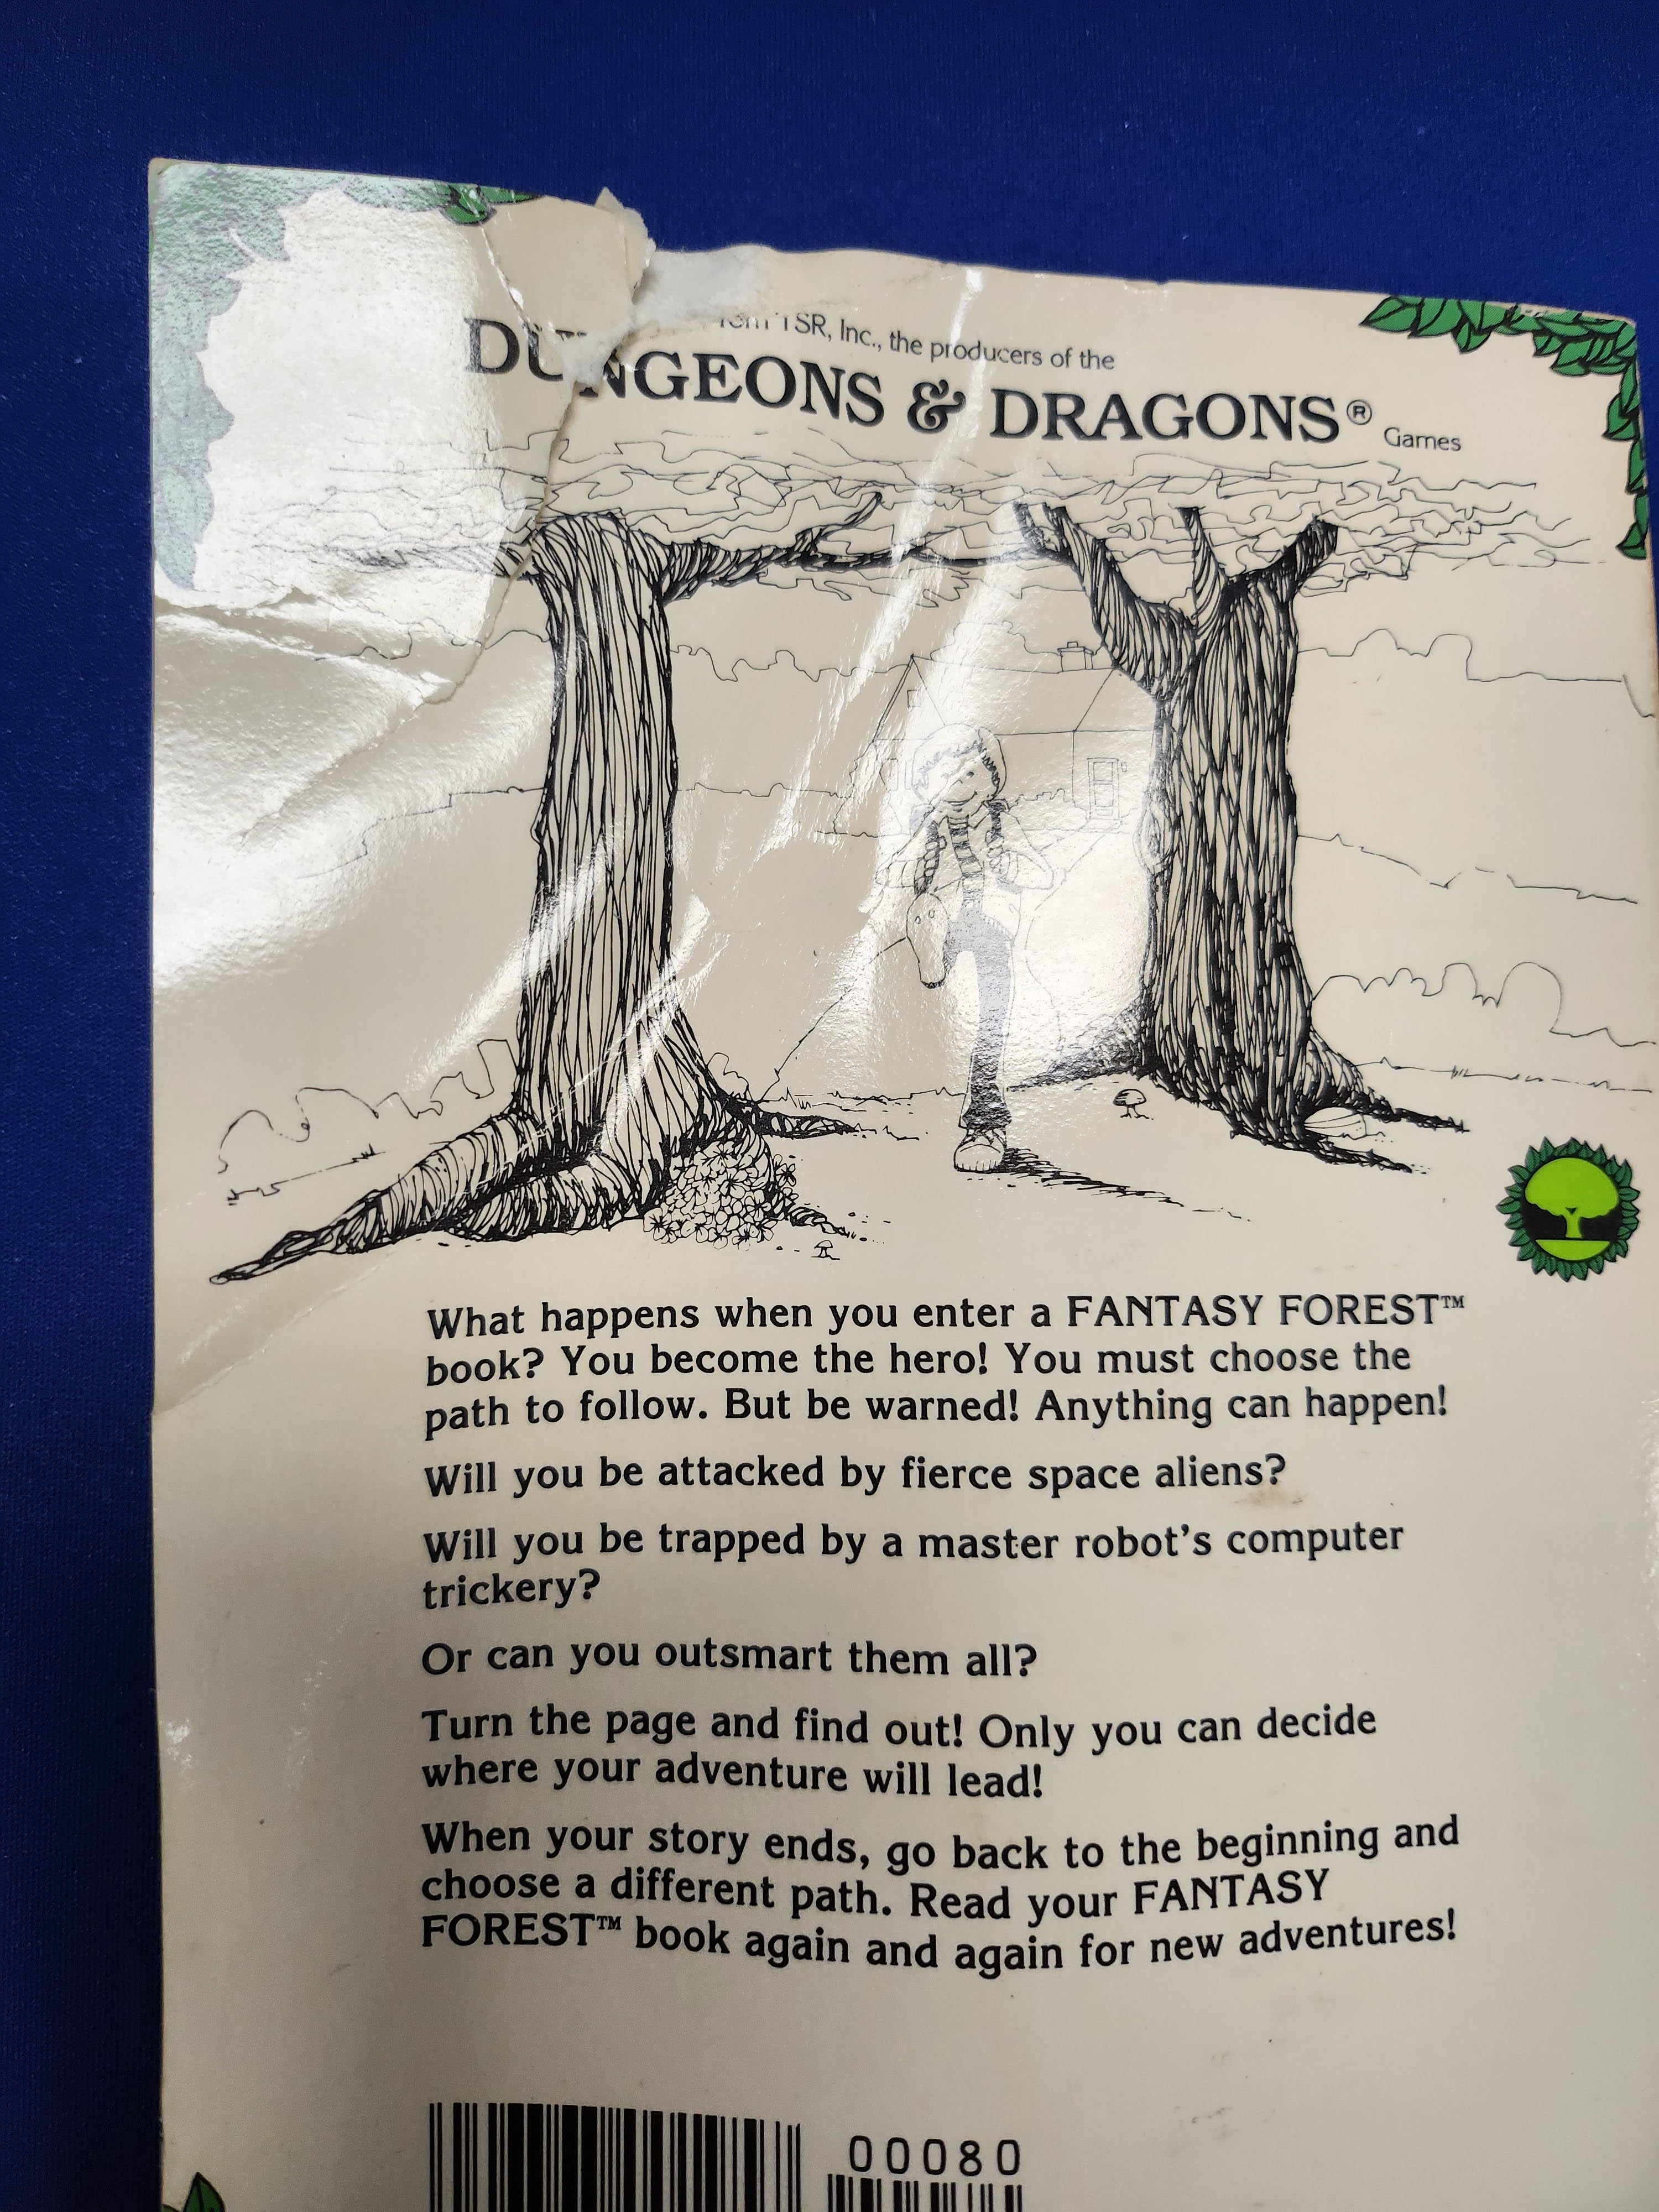 TSR, Inc., the producers of the
DUNGEONS & DRAGONS®
Games
What happens when you enter a FANTASY FOREST™
book? You become the hero! You must choose the
path to follow. But be warned! Anything can happen!
Will you be attacked by fierce space aliens?
Will you be trapped by a master robot's computer
trickery?
Or can you outsmart them all?
Turn the page and find out! Only you can decide
where your adventure will lead!
When your story ends, go back to the beginning and
choose a different path. Read your FANTASY
FOREST™ book again and again for new adventures!
00080